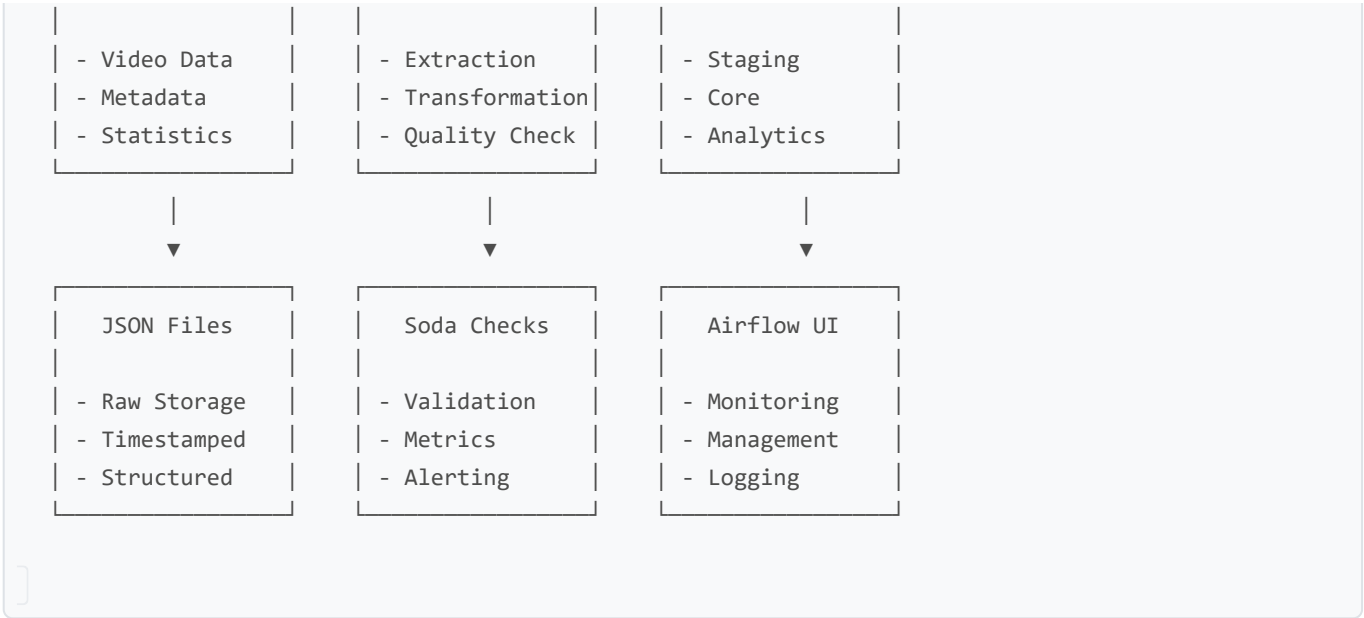 - Video Data - Extraction - Staging
- Metadata - Transformation - Core
- Statistics - Quality Check - Analytics
JSON Files Soda Checks Airflow UI
- Raw Storage - Validation - Monitoring
- Timestamped - Metrics - Management
- Structured - Alerting - Logging